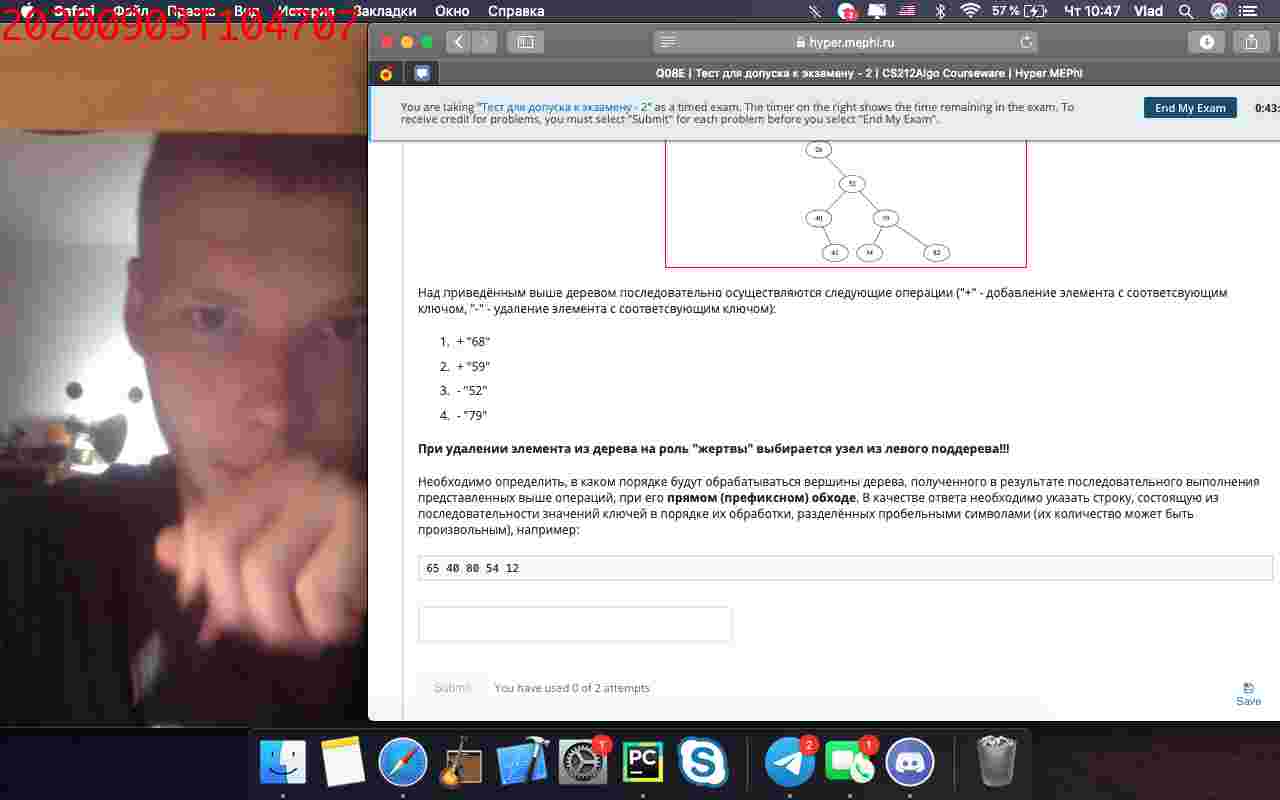 20200903T104707
Safari Файл Правка Вид История Закладки Окно Справка
57 % Чт 10:47 Vlad
hyper.mephi.ru
Q08E | Тест для допуска к экзамену - 2 | CS212Algo Courseware | Hyper.MEPhI
You are taking "Тест для допуска к экзамену - 2" as a timed exam. The timer on the right shows the time remaining in the exam. To
receive credit for problems, you must select "Submit" for each problem before you select "End My Exam".
End My Exam
0:43:
Над приведённым выше деревом последовательно осуществляются следующие операции ("+" - добавление элемента с соответсвующим
ключом, "-" - удаление элемента с соответсвующим ключом):
1. + "68"
2. + "59"
3. - "52"
4. - "79"
При удалении элемента из дерева на роль "жертвы" выбирается узел из левого поддерева!!!
Необходимо определить, в каком порядке будут обрабатываться вершины дерева, полученного в результате последовательного выполнения
представленных выше операций, при его прямом (префиксном) обходе. В качестве ответа необходимо указать строку, состоящую из
последовательности значений ключей в порядке их обработки, разделённых пробельными символами (их количество может быть
произвольным), например:
65 40 80 54 12
Submit
You have used 0 of 2 attempts
Save
1
PC
2
1